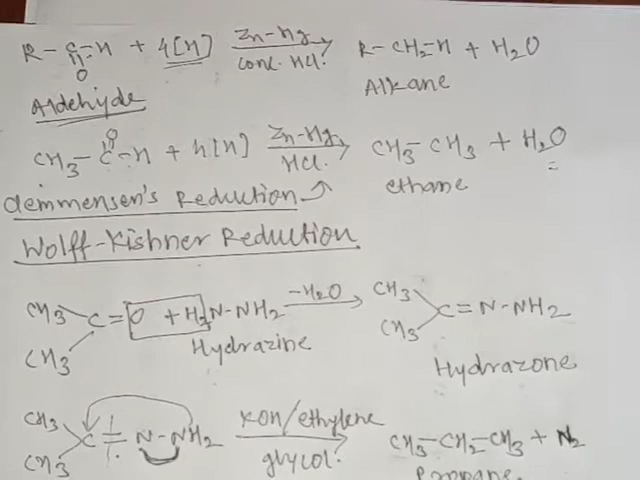 R-C-H + 4[H] Zn-Hg/conc. HCl. R-CH2-H + H2O
O
Aldehyde
Alkane
O
CH3-C-H + 4[H] Zn-Hg/HCl. CH3-CH3 + H2O
ethane
Clemmensen's Reduction
Wolff-Kishner Reduction
CH3 C=O + H2N-NH2 -H2O CH3 C=N-NH2
CH3 Hydrazine CH3
Hydrazone
CH3 C=N-NH2 KOH/ethylene CH3-CH2-CH3 + N2
CH3 glycol. Propane.